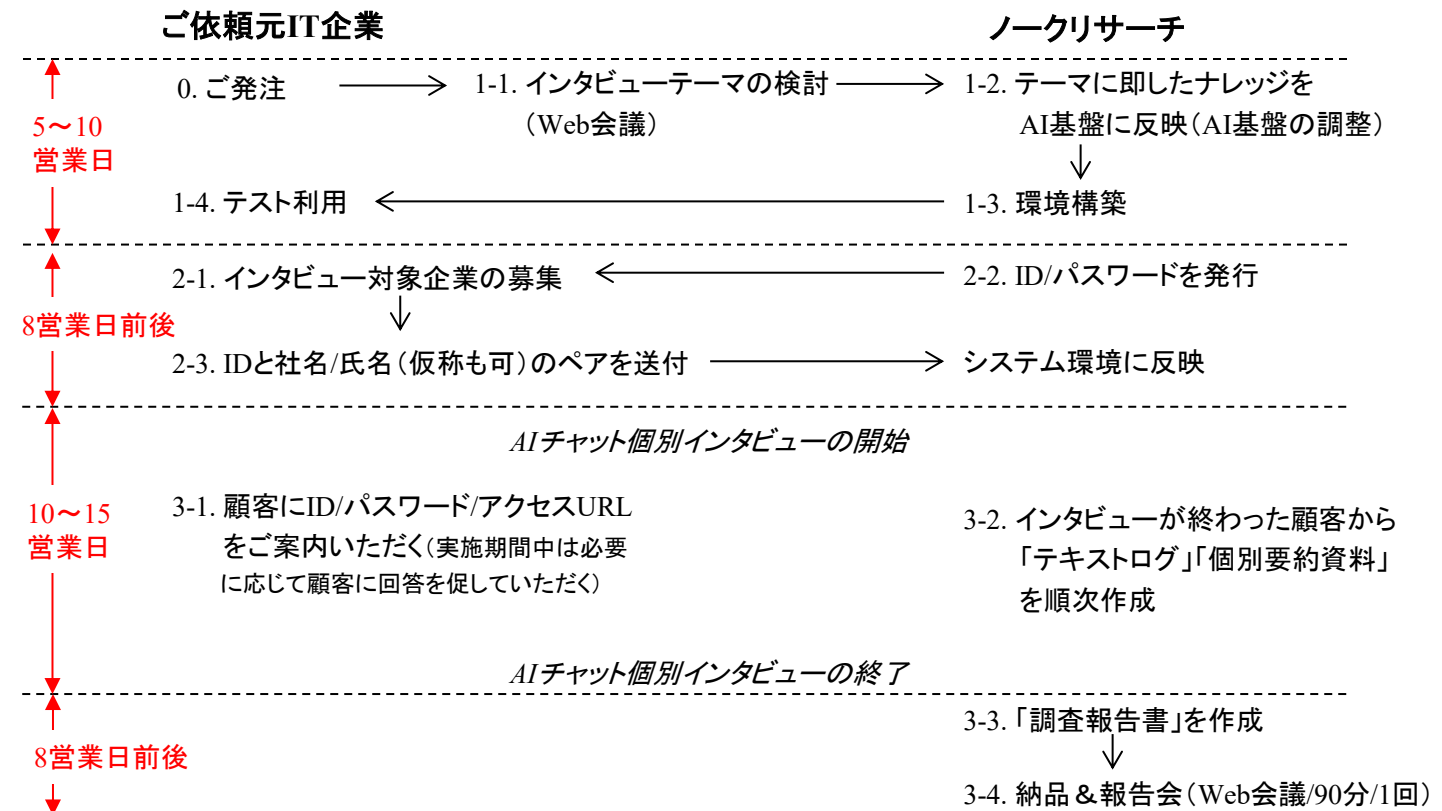 ご依頼元IT企業
ノークリサーチ
5～10
営業日
0. ご発注
1-1. インタビューテーマの検討
（Web会議）
1-2. テーマに即したナレッジを
AI基盤に反映（AI基盤の調整）
1-4. テスト利用
1-3. 環境構築
8営業日前後
2-1. インタビュー対象企業の募集
2-2. ID/パスワードを発行
2-3. IDと社名/氏名（仮称も可）のペアを送付
システム環境に反映
AIチャット個別インタビューの開始
10～15
営業日
3-1. 顧客にID/パスワード/アクセスURL
をご案内いただく（実施期間中は必要
に応じて顧客に回答を促していただく）
3-2. インタビューが終わった顧客から
「テキストログ」「個別要約資料」
を順次作成
AIチャット個別インタビューの終了
8営業日前後
3-3. 「調査報告書」を作成
3-4. 納品＆報告会（Web会議/90分/1回）